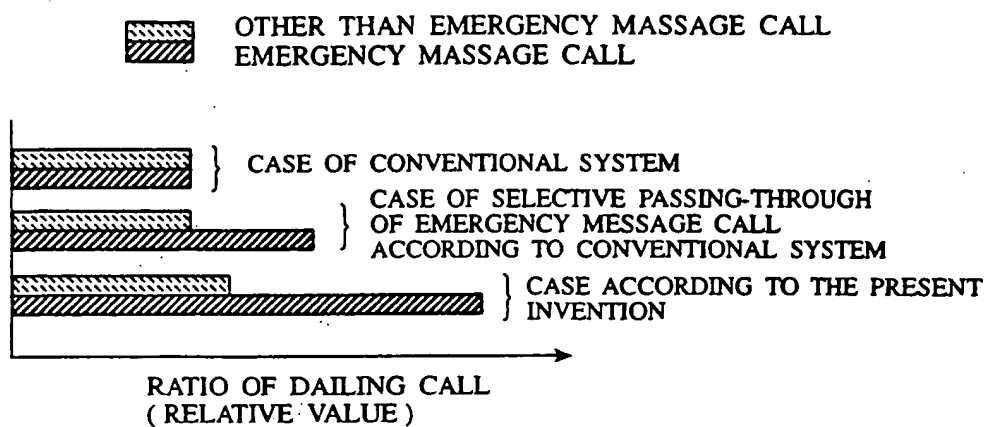 OTHER THAN EMERGENCY MASSAGE CALL
EMERGENCY MASSAGE CALL
CASE OF CONVENTIONAL SYSTEM
CASE OF SELECTIVE PASSING-THROUGH
OF EMERGENCY MESSAGE CALL
ACCORDING TO CONVENTIONAL SYSTEM
CASE ACCORDING TO THE PRESENT
INVENTION
RATIO OF DAILING CALL
( RELATIVE VALUE )